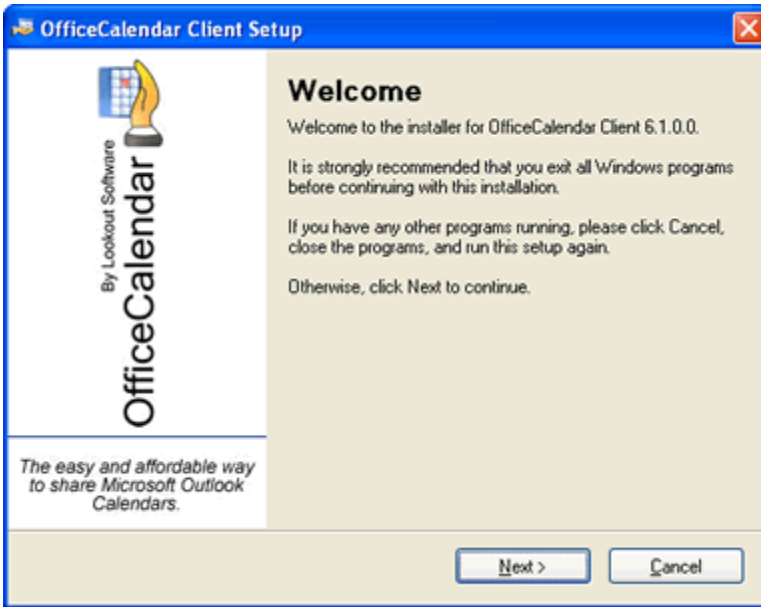 OfficeCalendar Client Setup
By Lookout Software
OfficeCalendar
The easy and affordable way
to share Microsoft Outlook
Calendars.
Welcome
Welcome to the installer for OfficeCalendar Client 6.1.0.0.
It is strongly recommended that you exit all Windows programs
before continuing with this installation.
If you have any other programs running, please click Cancel,
close the programs, and run this setup again.
Otherwise, click Next to continue.
Next >
Cancel